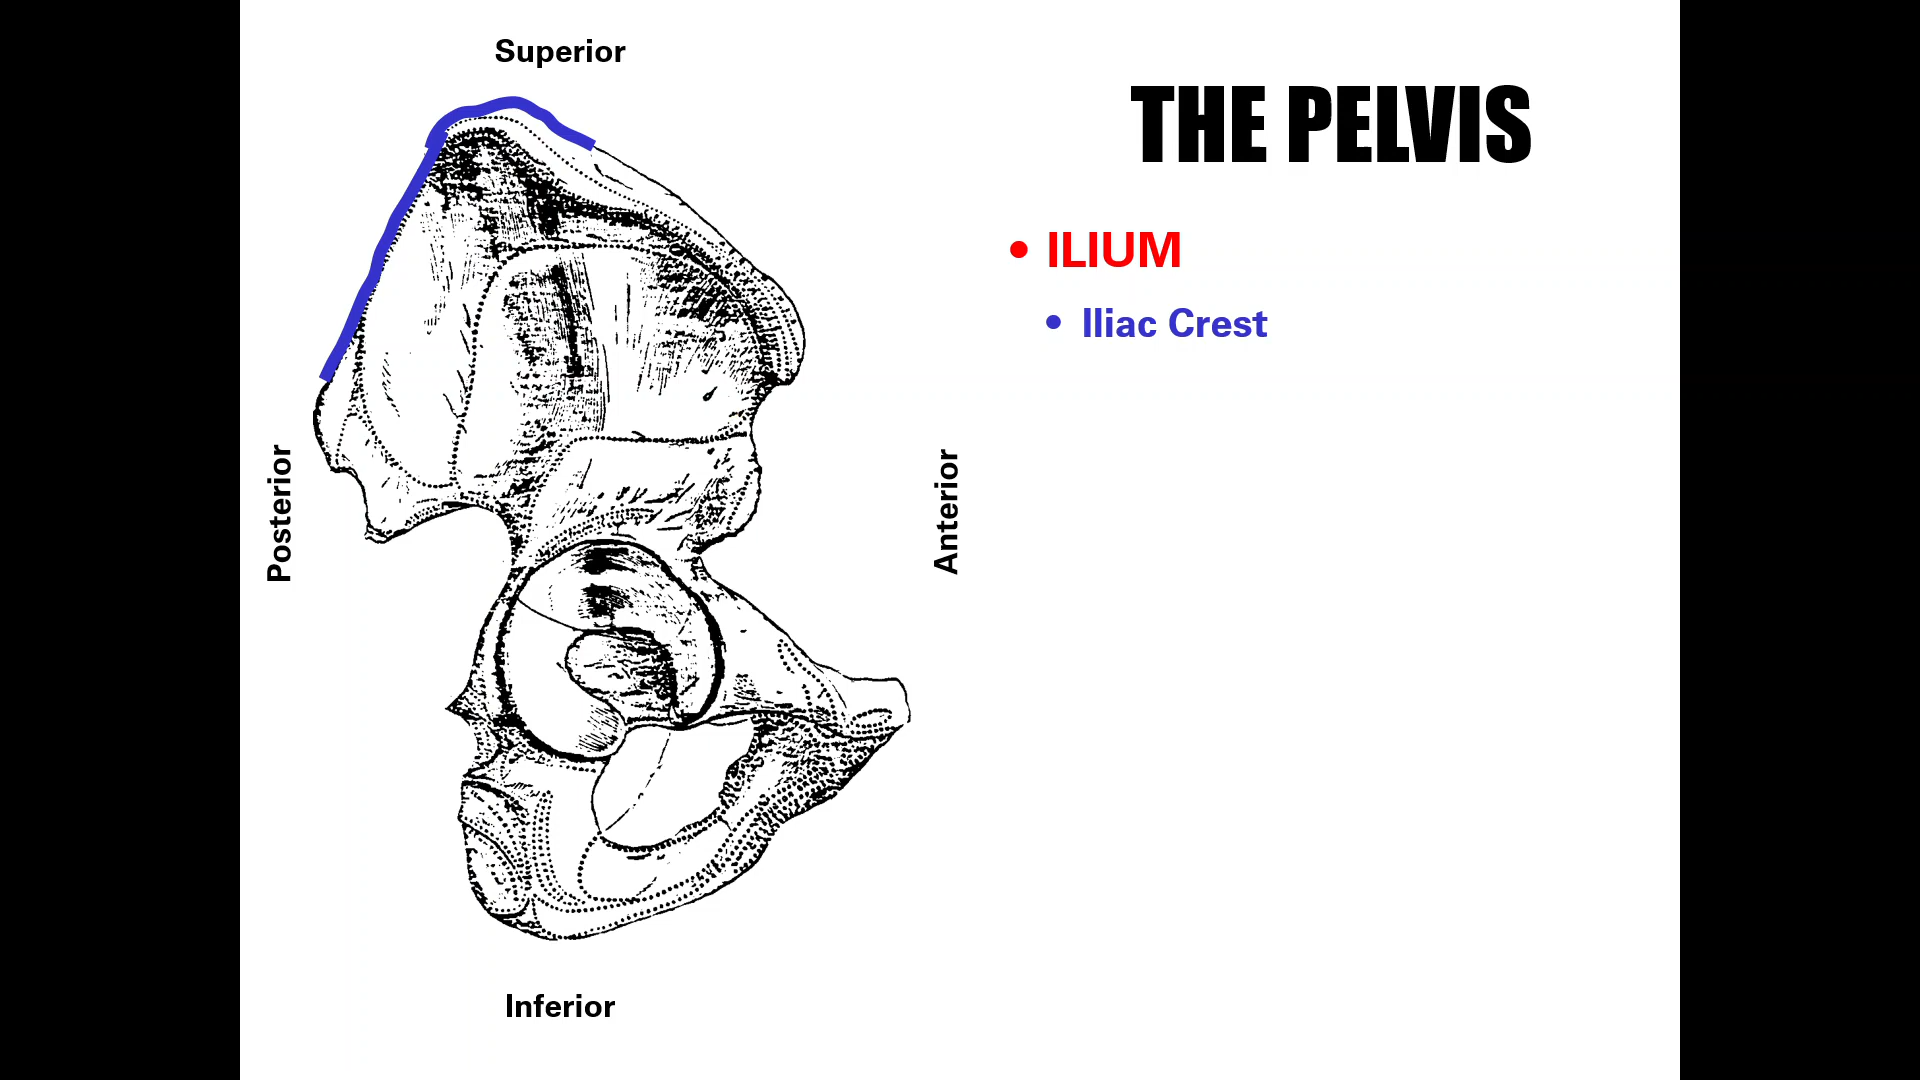 Superior
THE PELVIS
• ILIUM
• Iliac Crest
Posterior
Anterior
Inferior